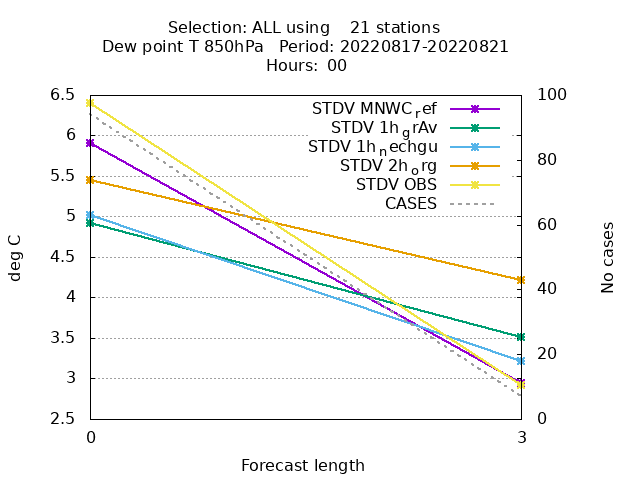 Selection: ALL using    21 stations
Dew point T 850hPa   Period: 20220817-20220821
Hours: 00
STDV MNWC_ref
STDV 1h_grAv
STDV 1h_nechgu
STDV 2h_org
STDV OBS
CASES
6.5
6
5.5
5
4.5
4
3.5
3
2.5
100
80
60
40
20
0
deg C
No cases
0
3
Forecast length